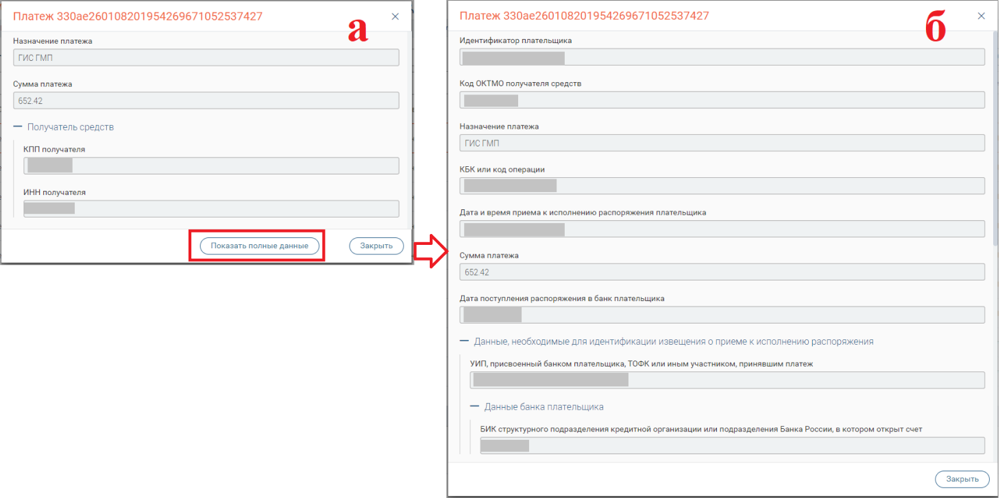 Платеж 330ae260108201954269671052537427
а
Назначение платежа
ГИС ГМП
Сумма платежа
652.42
Получатель средств
КПП получателя
ИНН получателя
Показать полные данные
Закрыть
Платеж 330ae260108201954269671052537427
б
Идентификатор плательщика
Код ОКТМО получателя средств
Назначение платежа
ГИС ГМП
КБК или код операции
Дата и время приема к исполнению распоряжения плательщика
Сумма платежа
652.42
Дата поступления распоряжения в банк плательщика
Данные, необходимые для идентификации извещения о приеме к исполнению распоряжения
УИП, присвоенный банком плательщика, ТОФК или иным участником, принявшим платеж
Данные банка плательщика
БИК структурного подразделения кредитной организации или подразделения Банка России, в котором открыт счет
Закрыть